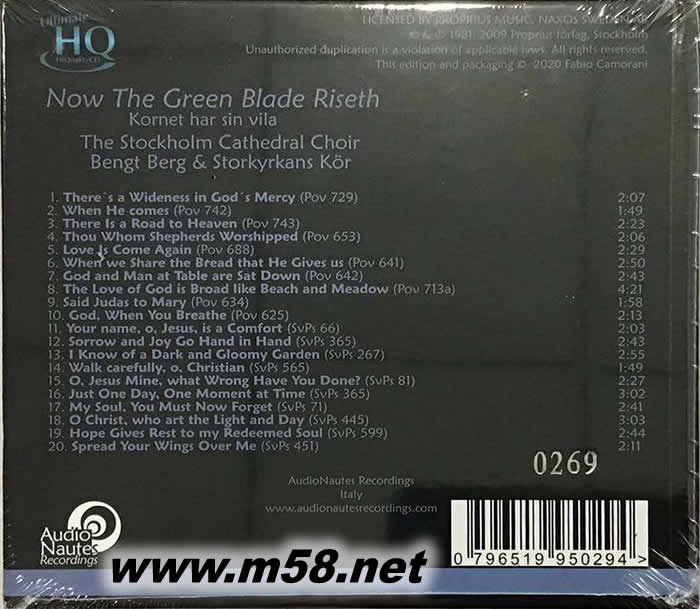 Ultimate
HQ
HiQuality CD
LICENSED BY PROPRIUS MUSIC, NAXOS SWEDEN AB
℗ & © 1981, 2009 Proprius förlag, Stockholm
Unauthorized duplication is a violation of applicable laws. All rights reserved.
This edition and packaging © 2020 Fabio Camorani
Now The Green Blade Riseth
Kornet har sin vila
The Stockholm Cathedral Choir
Bengt Berg & Storkyrkans Kör
1. There´s a Wideness in God´s Mercy (Pov 729) 2:07
2. When He comes (Pov 742) 1:49
3. There Is a Road to Heaven (Pov 743) 2:23
4. Thou Whom Shepherds Worshipped (Pov 653) 2:06
5. Love Is Come Again (Pov 688) 2:29
6. When we Share the Bread that He Gives us (Pov 641) 2:50
7. God and Man at Table are Sat Down (Pov 642) 2:43
8. The Love of God is Broad like Beach and Meadow (Pov 713a) 4:21
9. Said Judas to Mary (Pov 634) 1:58
10. God, When You Breathe (Pov 625) 2:13
11. Your name, o, Jesus, is a Comfort (SvPs 66) 2:03
12. Sorrow and Joy Go Hand in Hand (SvPs 365) 2:43
13. I Know of a Dark and Gloomy Garden (SvPs 267) 2:55
14. Walk carefully, o, Christian (SvPs 565) 1:49
15. O, Jesus Mine, what Wrong Have You Done? (SvPs 81) 2:27
16. Just One Day, One Moment at Time (SvPs 365) 3:02
17. My Soul, You Must Now Forget (SvPs 71) 2:41
18. O Christ, who art the Light and Day (SvPs 445) 3:03
19. Hope Gives Rest to my Redeemed Soul (SvPs 599) 2:44
20. Spread Your Wings Over Me (SvPs 451) 2:11
0269
AudioNautes Recordings
Italy
www.audionautesrecordings.com
Audio
Nautes
Recordings
0 796519 950294 >
www.m58.net